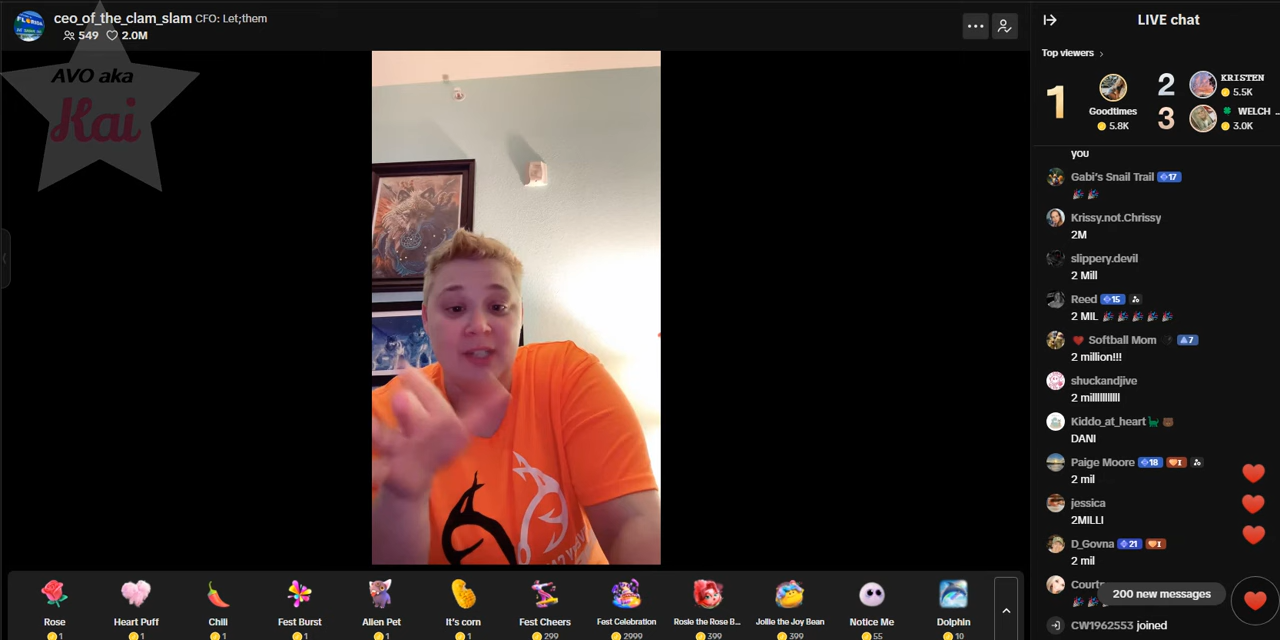 ceo_of_the_clam_slam CFO: Let;them
549 2.0M
AVO aka
Kai
LIVE chat
Top viewers
1 Goodtimes 5.8K
2 KRISTEN 5.5K
3 WELCH ..
3.0K
you
Gabi's Snail Trail 17
Krissy.not.Chrissy
2M
slippery.devil
2 Mill
Reed 15
2 MIL
Softball Mom 7
2 million!!!
shuckandjive
2 millllllllllll
Kiddo_at_heart
DANI
Paige Moore 18 I
2 mil
jessica
2MILLI
D_Govna 21 I
2 mil
Courts
200 new messages
CW1962553 joined
Rose
1
Heart Puff
1
Chili
1
Fest Burst
1
Alien Pet
1
It's corn
1
Fest Cheers
299
Fest Celebration
2999
Rosie the Rose B...
399
Jollie the Joy Bean
399
Notice Me
55
Dolphin
10